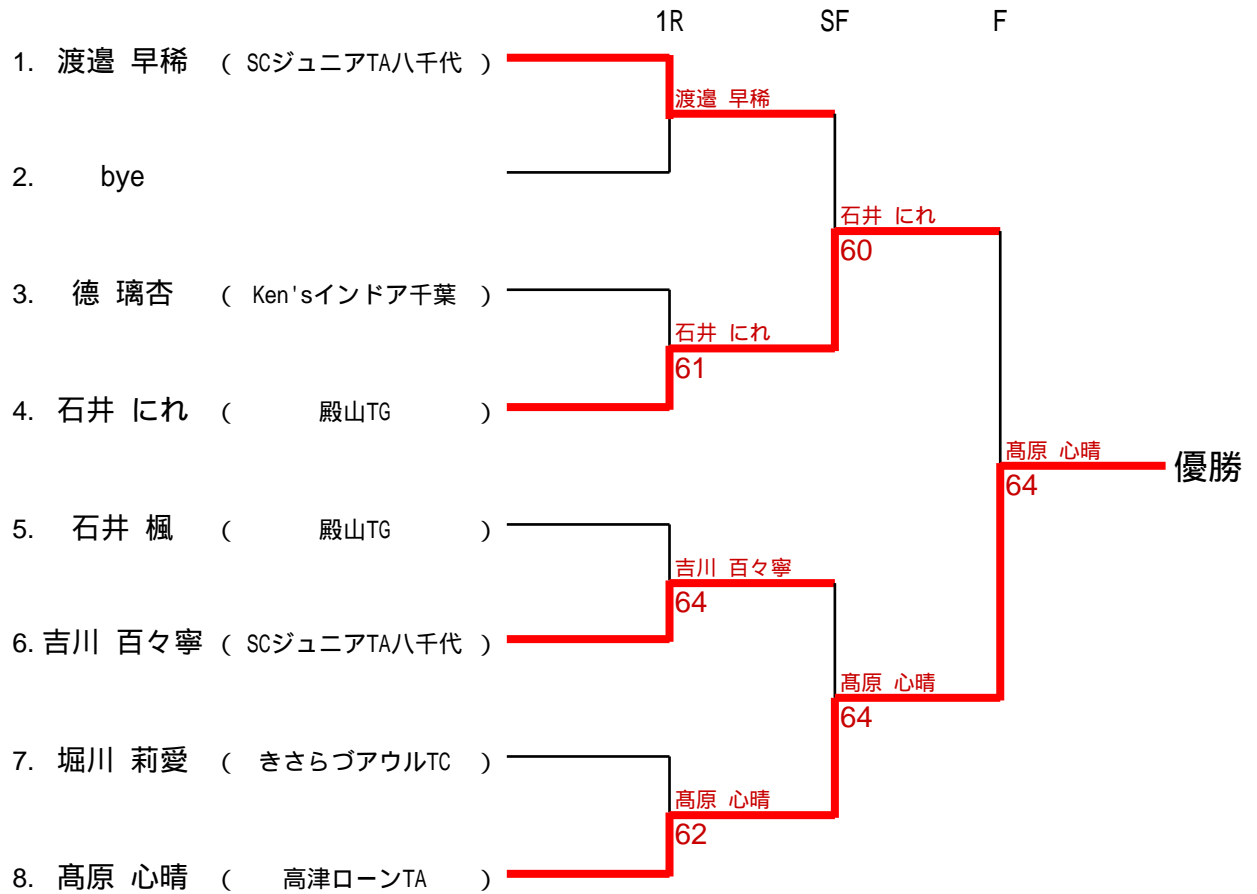 1R SF F
1. 渡邉 早稀 ( SCジュニアTA八千代 )
渡邉 早稀
2. bye
石井 にれ
60
3. 德 璃杏 ( Ken'sインドア千葉 )
石井 にれ
61
4. 石井 にれ ( 殿山TG )
髙原 心晴 優勝
64
5. 石井 楓 ( 殿山TG )
吉川 百々寧
64
6. 吉川 百々寧 ( SCジュニアTA八千代 )
髙原 心晴
64
7. 堀川 莉愛 ( きさらづアウルTC )
髙原 心晴
62
8. 髙原 心晴 ( 高津ローンTA )